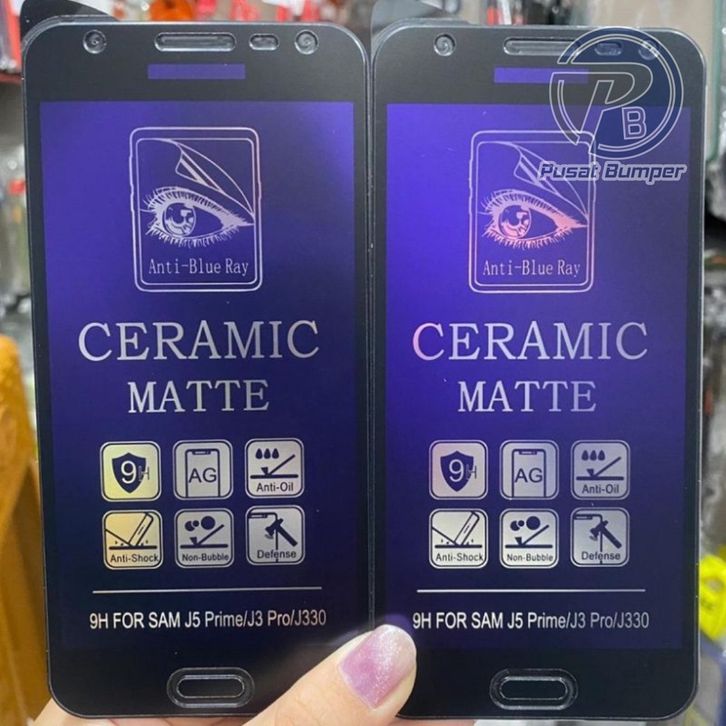 PB
Pusat Bumper
Anti-Blue Ray
CERAMIC
MATTE
9H
AG
Anti-Oil
Anti-Shock
Non-Bubble
Defense
9H FOR SAM J5 Prime/J3 Pro/J330
Anti-Blue Ray
CERAMIC
MATTE
9H
AG
Anti-Oil
Anti-Shock
Non-Bubble
Defense
9H FOR SAM J5 Prime/J3 Pro/J330